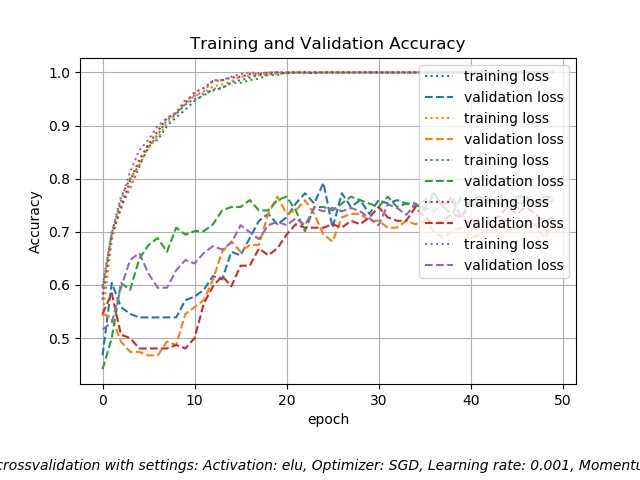 Training and Validation Accuracy
1.0
0.9
0.8
0.7
0.6
0.5
Accuracy
training loss
validation loss
training loss
validation loss
training loss
validation loss
training loss
validation loss
training loss
validation loss
0 10 20 30 40 50
epoch
crossvalidation with settings: Activation: elu, Optimizer: SGD, Learning rate: 0.001, Momentu